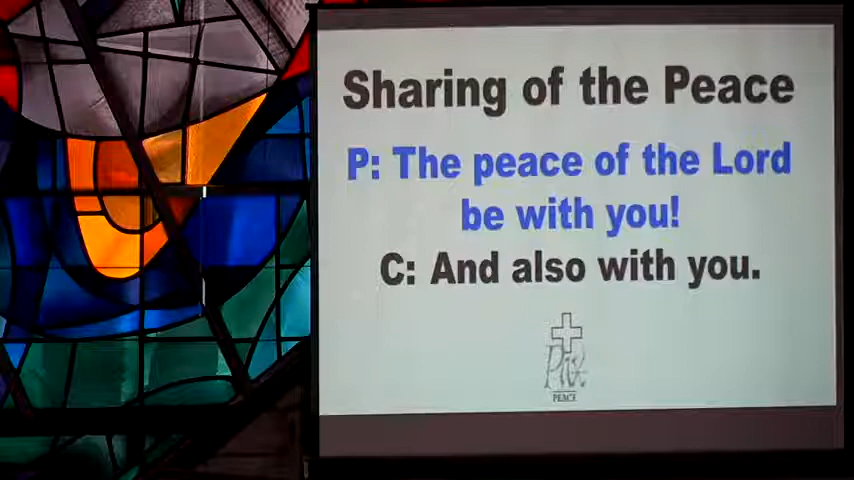 Sharing of the Peace
P: The peace of the Lord
be with you!
C: And also with you.
PEACE